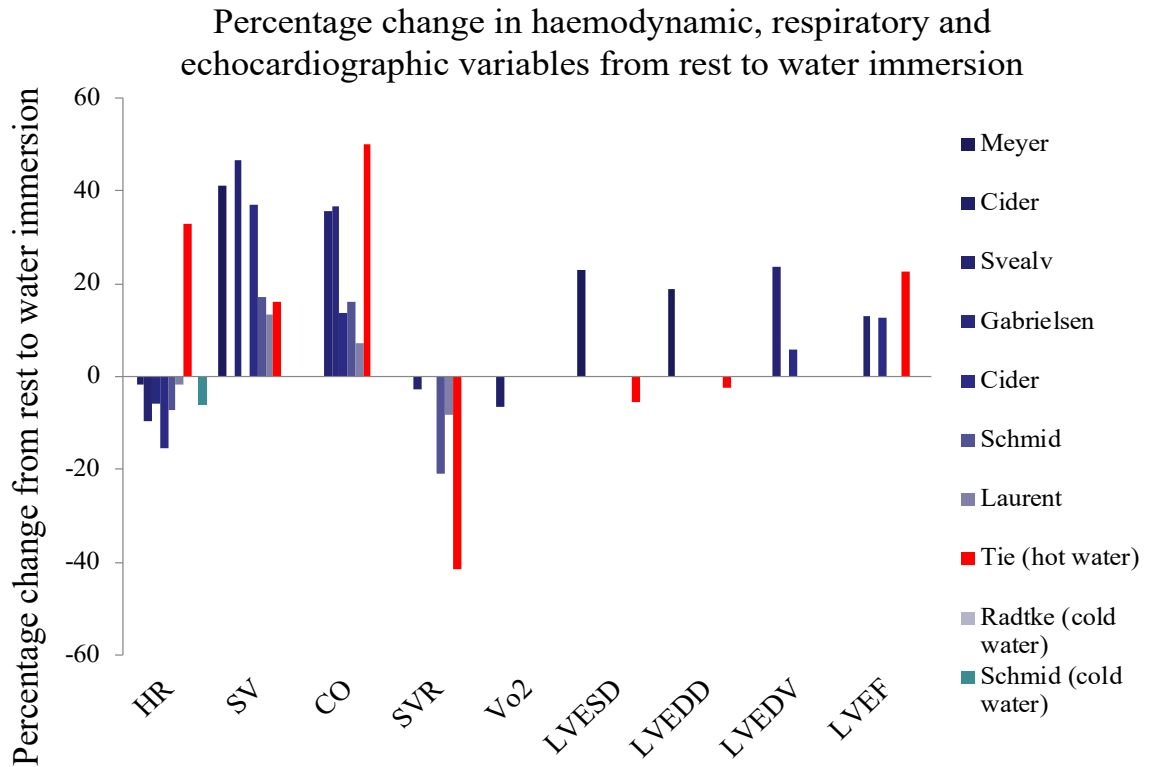 Percentage change in haemodynamic, respiratory and
echocardiographic variables from rest to water immersion
Percentage change from rest to water immersion
60
40
20
0
-20
-40
-60
HR
SV
CO
SVR
Vo2
LVESD
LVEDD
LVEDV
LVEF
Meyer
Cider
Svealv
Gabrielsen
Cider
Schmid
Laurent
Tie (hot water)
Radtke (cold
water)
Schmid (cold
water)